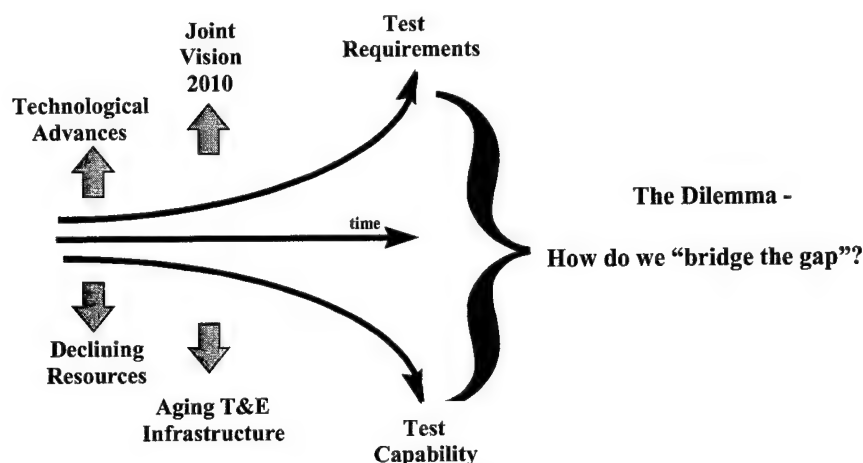 Joint
Vision
2010
Test
Requirements
Technological
Advances
time
The Dilemma -
How do we “bridge the gap”?
Declining
Resources
Aging T&E
Infrastructure
Test
Capability